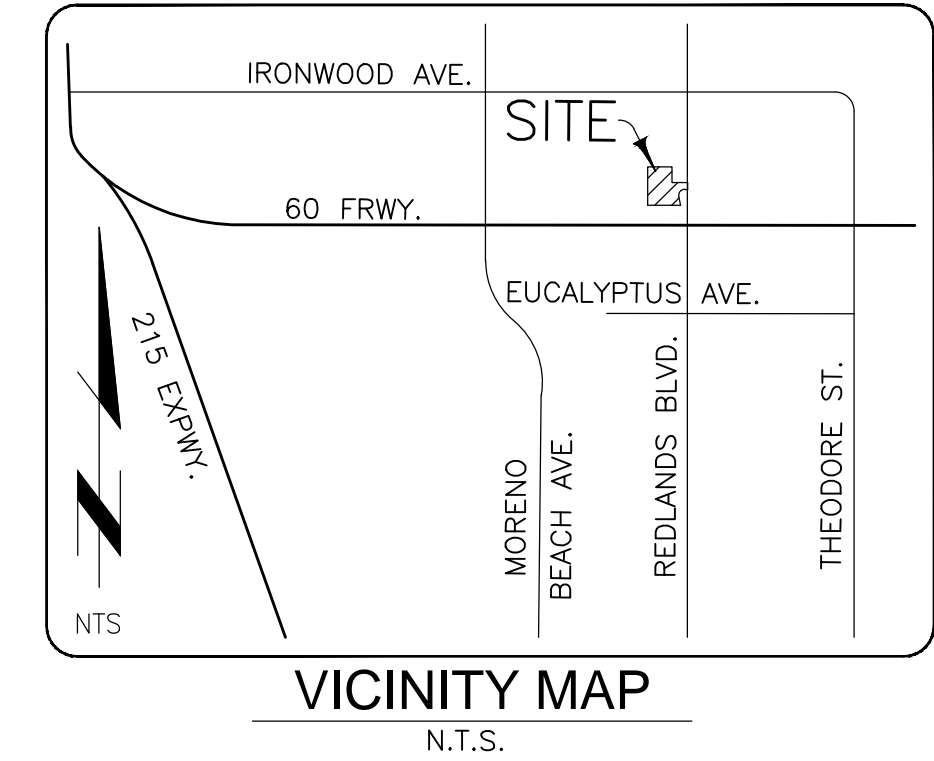 IRONWOOD AVE.
SITE
60 FRWY.
EUCALYPTUS AVE.
215 EXPWY.
MORENO
BEACH AVE.
REDLANDS BLVD.
THEODORE ST.
N
NTS
VICINITY MAP
N.T.S.